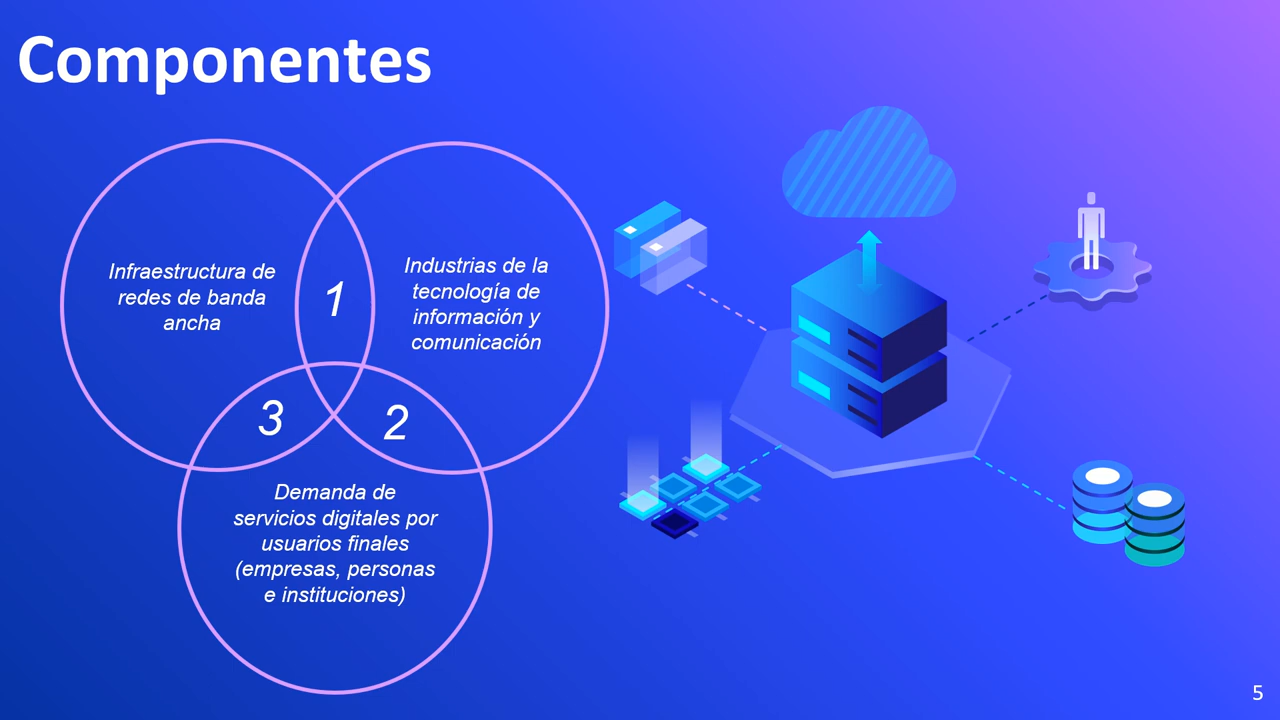 Componentes
Infraestructura de
redes de banda
ancha
1
Industrias de la
tecnología de
información y
comunicación
3
2
Demanda de
servicios digitales por
usuarios finales
(empresas, personas
e instituciones)
5